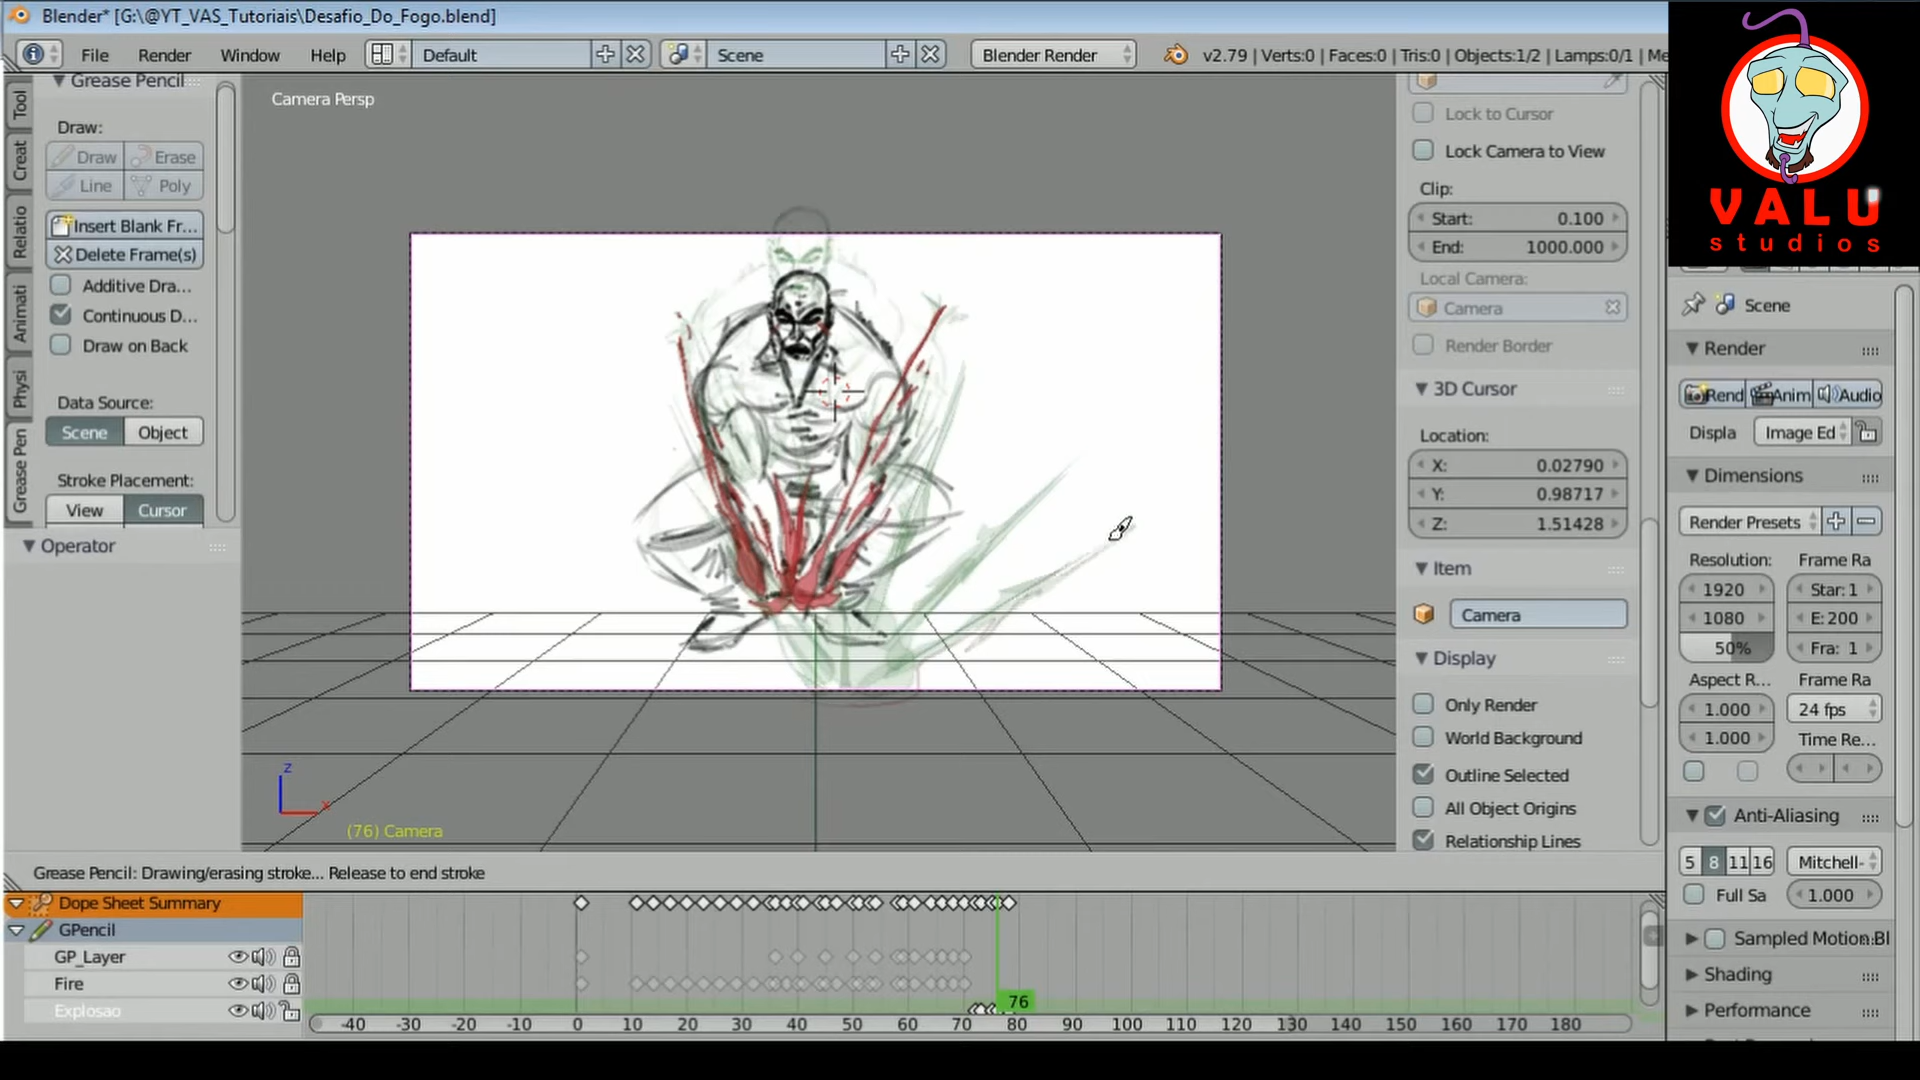 Blender* [G:\@YT_VAS_Tutoriais\Desafio_Do_Fogo.blend]
File Render Window Help Default Scene Blender Render v2.79 | Verts:0 | Faces:0 | Tris:0 | Objects:1/2 | Lamps:0/1 | Me
VALU
studios
Tool
Creat
Relatio
Animati
Physi
Grease Pen
Grease Pencil
Draw:
Draw Erase
Line Poly
Insert Blank Fr...
Delete Frame(s)
Additive Dra...
Continuous D...
Draw on Back
Data Source:
Scene Object
Stroke Placement:
View Cursor
Operator
Camera Persp
z
x
(76) Camera
Lock to Cursor
Lock Camera to View
Clip:
Start: 0.100
End: 1000.000
Local Camera:
Camera
Render Border
3D Cursor
Location:
X: 0.02790
Y: 0.98717
Z: 1.51428
Item
Camera
Display
Only Render
World Background
Outline Selected
All Object Origins
Relationship Lines
Scene
Render
Rend Anim Audio
Displa Image Ed
Dimensions
Render Presets
Resolution: Frame Ra
1920 Star: 1
1080 E: 200
50% Fra: 1
Aspect R... Frame Ra
1.000 24 fps
1.000 Time Re...
Anti-Aliasing
5 8 11 16 Mitchell-
Full Sa 1.000
Sampled Motion Bl
Shading
Performance
Grease Pencil: Drawing/erasing stroke... Release to end stroke
Dope Sheet Summary
GPencil
GP_Layer
Fire
Explosao
76
-40 -30 -20 -10 0 10 20 30 40 50 60 70 80 90 100 110 120 130 140 150 160 170 180